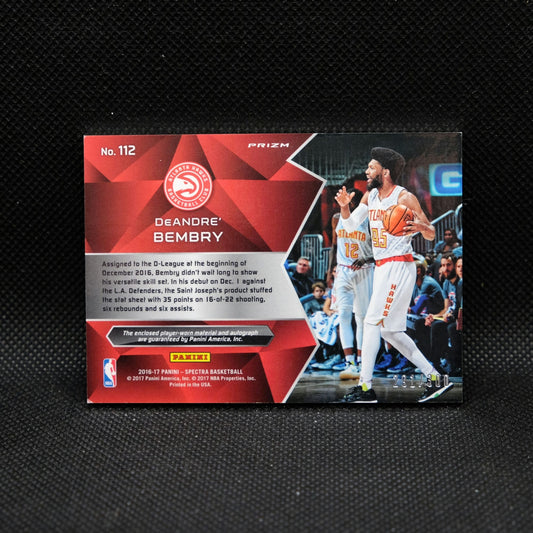 No. 112
PRIZM
ATLANTA HAWKS
BASKETBALL CLUB
DEANDRE'
BEMBRY
Assigned to the D-League at the beginning of
December 2016, Bembry didn't wait long to show
his versatile skill set. In his debut on Dec. 1 against
the L.A. Defenders, the Saint Joseph's product stuffed
the stat sheet with 35 points on 16-of-22 shooting,
six rebounds and six assists.
The enclosed player-worn material and autograph
are guaranteed by Panini America, Inc.
PANINI
2016-17 PANINI – SPECTRA BASKETBALL
© 2017 Panini America, Inc. © 2017 NBA Properties, Inc.
Printed in the USA.
ATLANTA
12
ATLANTA
95
HAWKS